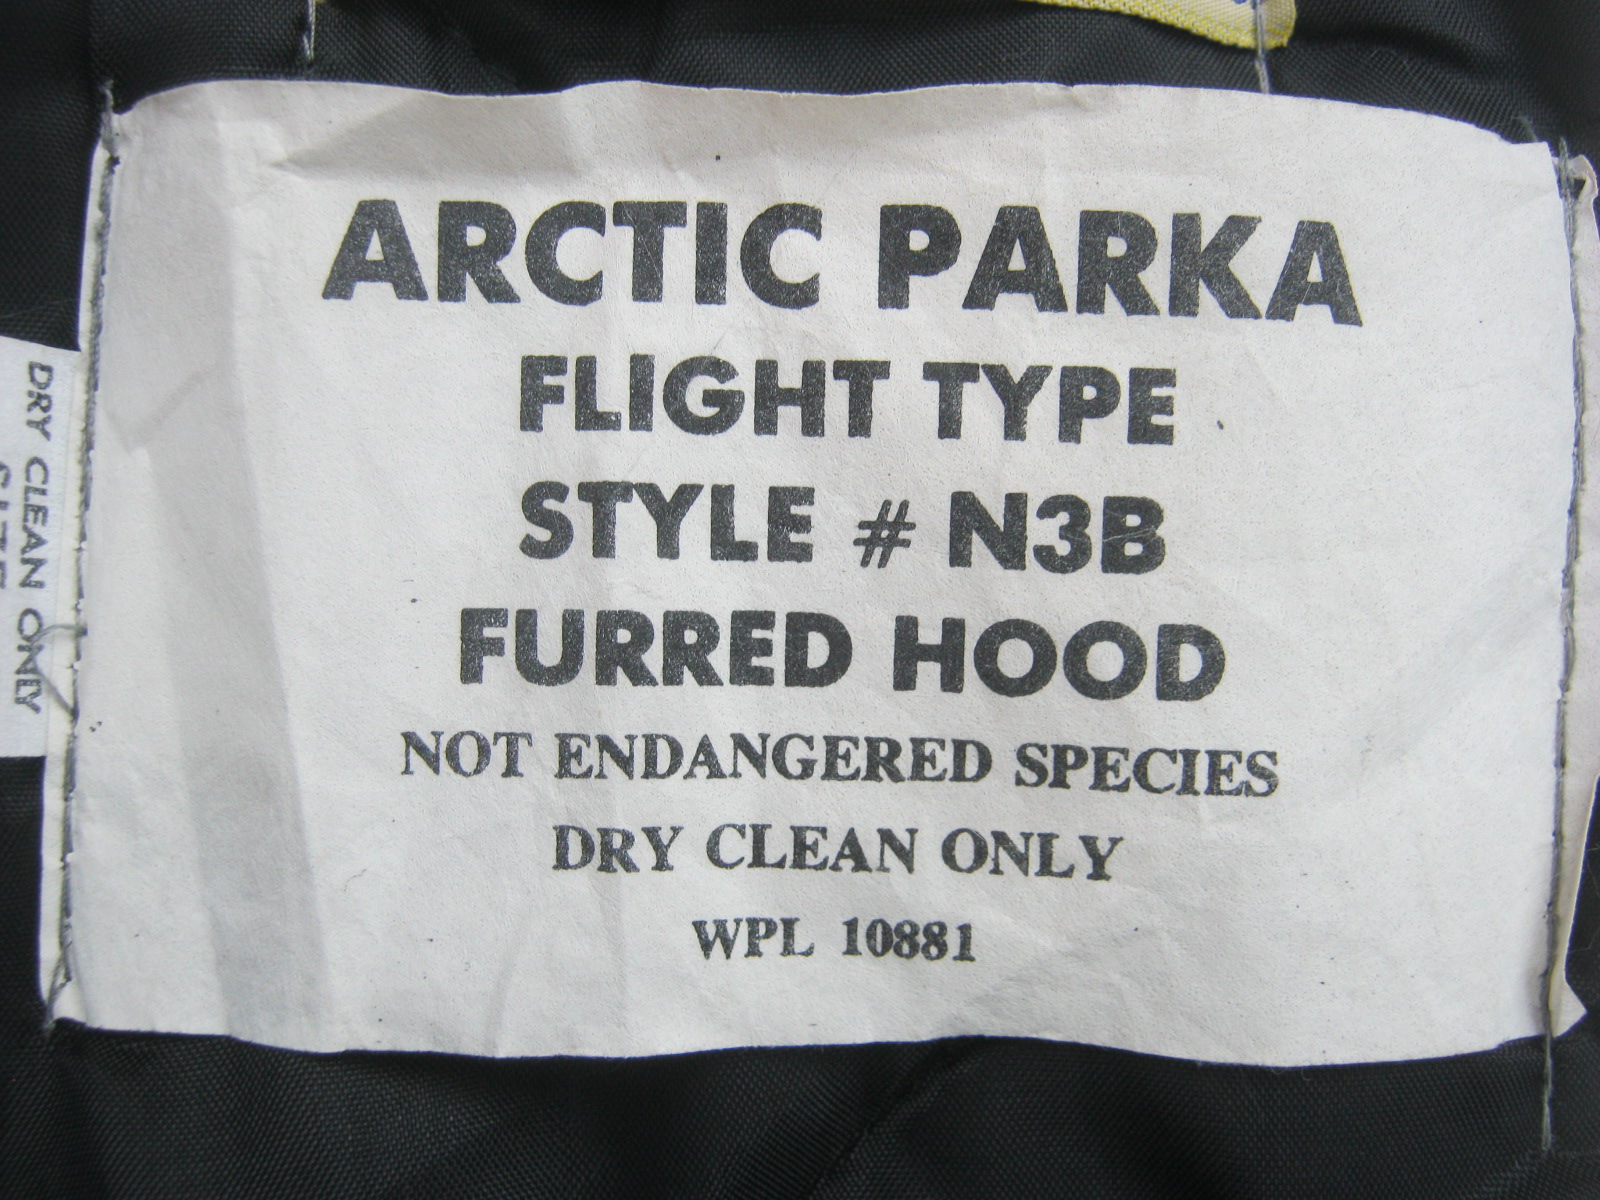 ARCTIC PARKA
FLIGHT TYPE
STYLE # N3B
FURRED HOOD
NOT ENDANGERED SPECIES
DRY CLEAN ONLY
WPL 10881
DRY CLEAN ONLY